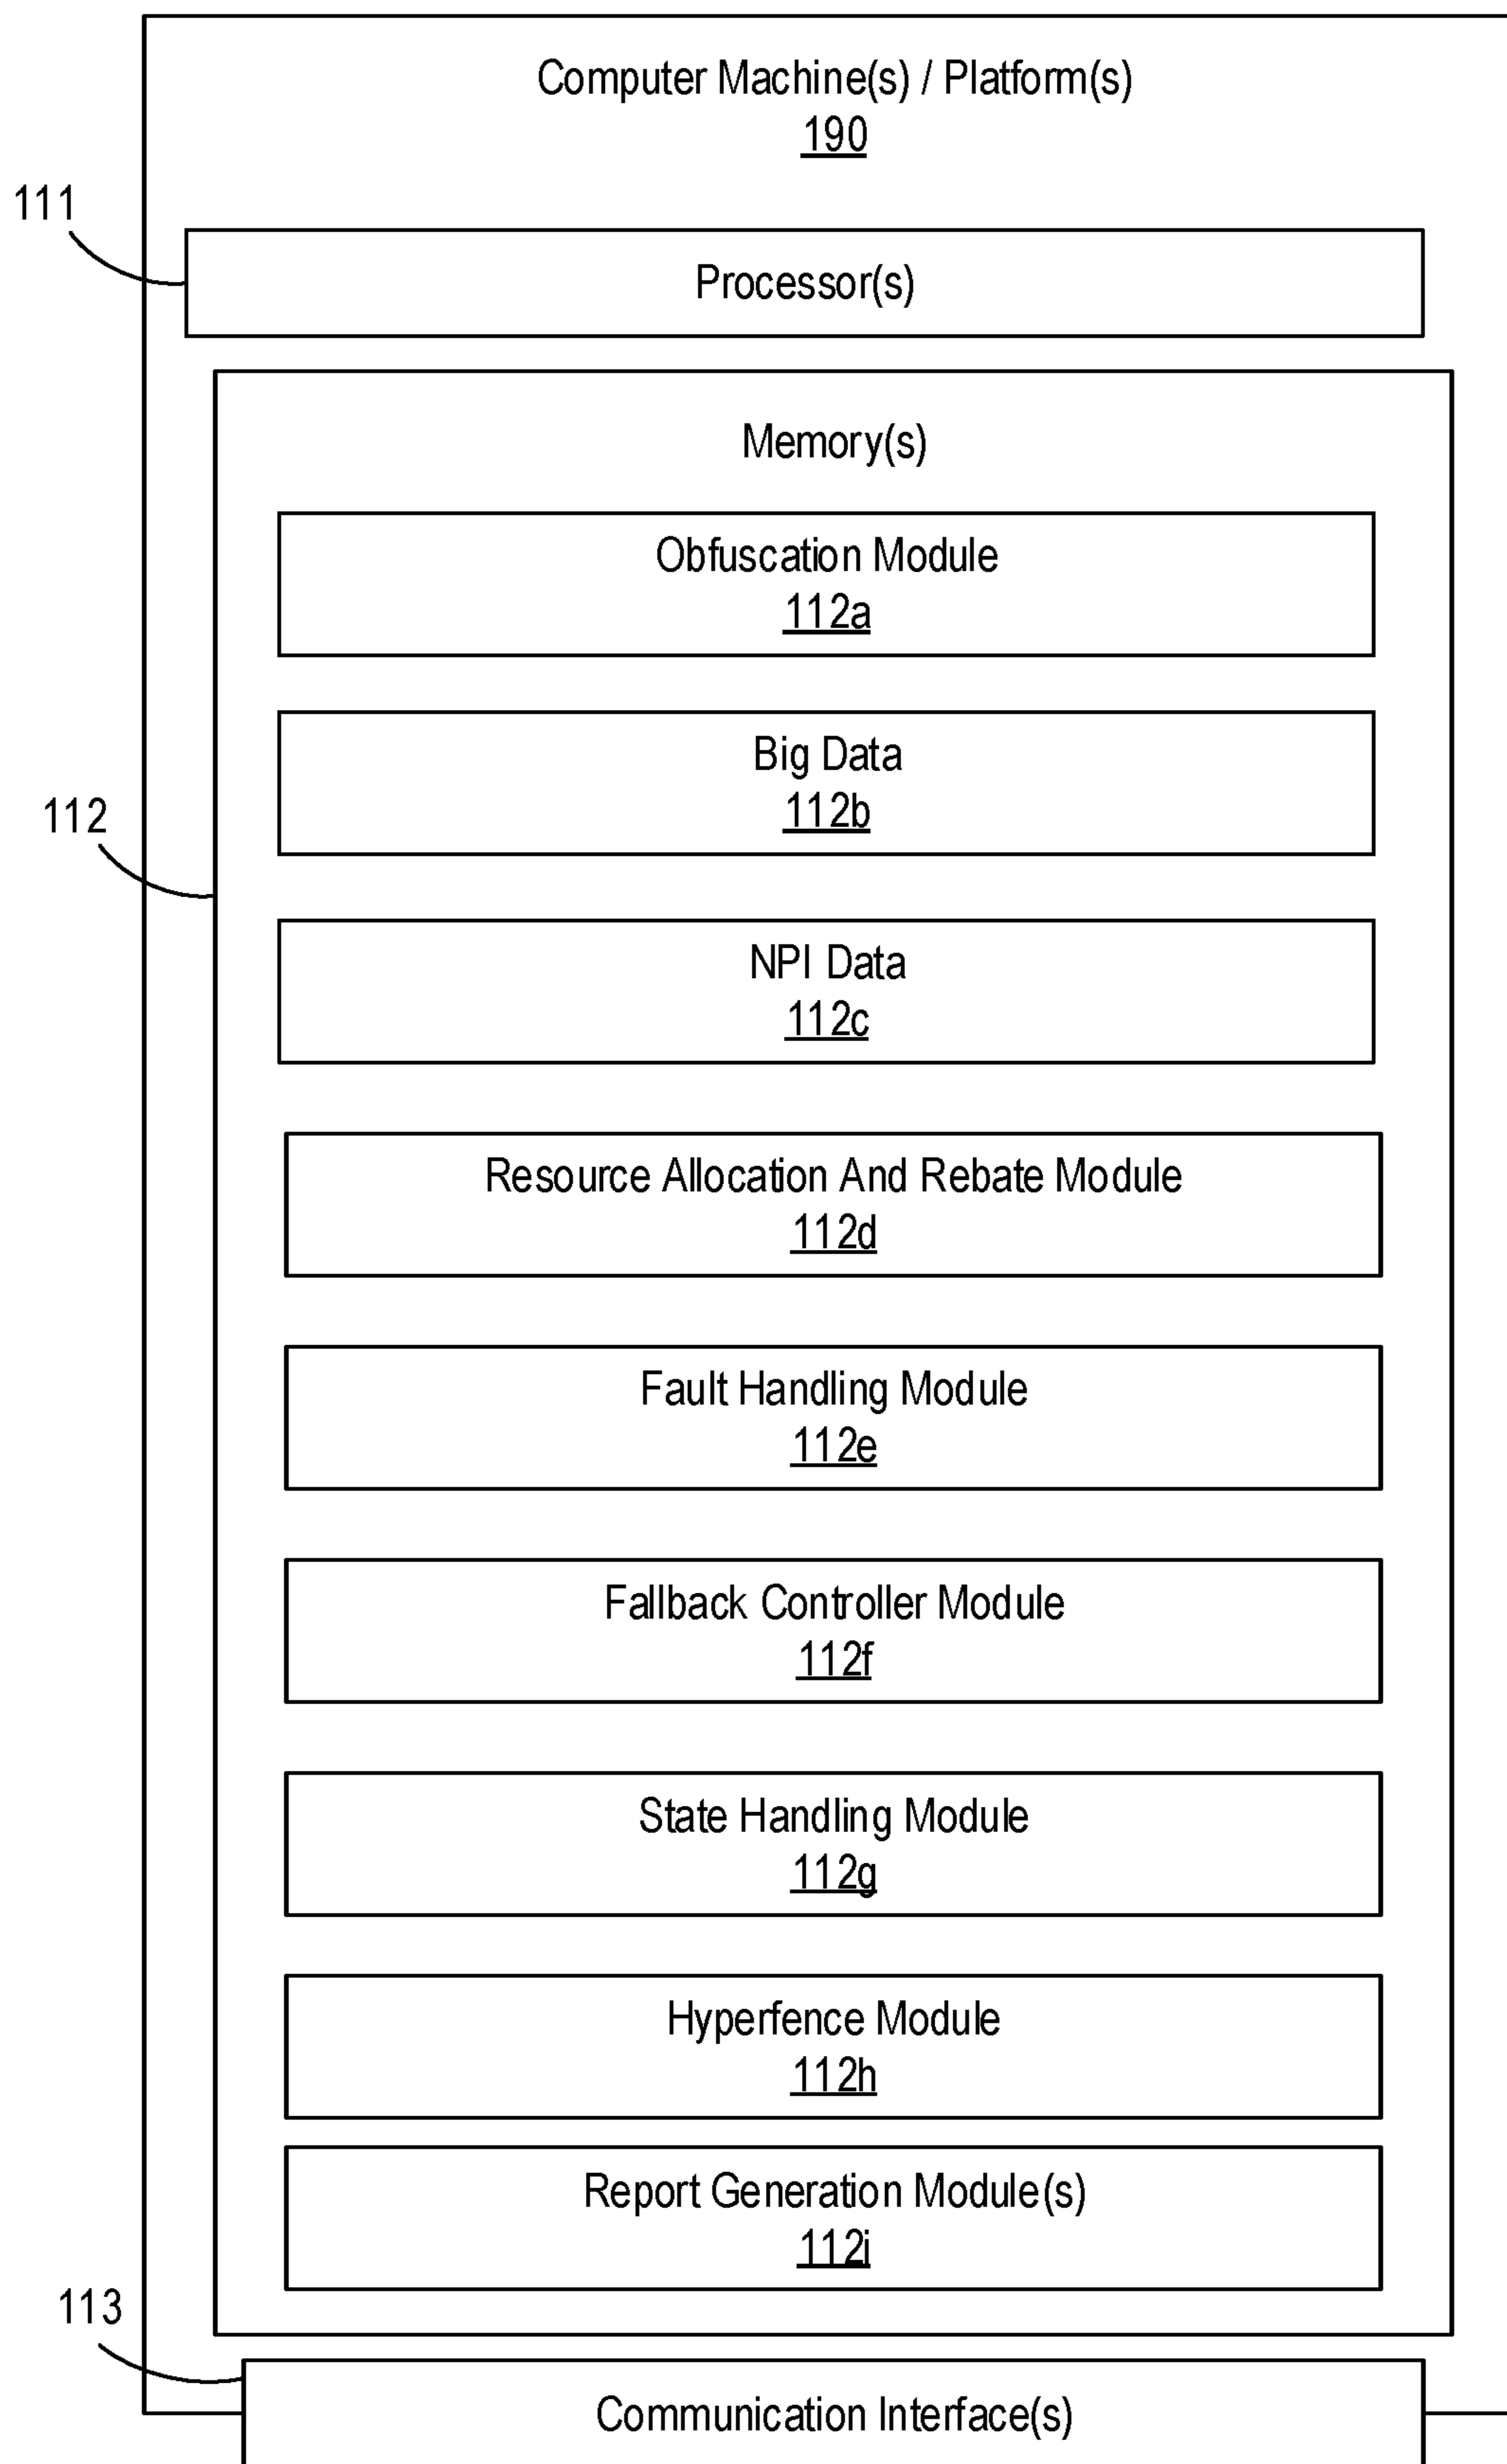 Computer Machine(s) / Platform(s)
190
111
Processor(s)
Memory(s)
Obfuscation Module
112a
Big Data
112b
112
NPI Data
112c
Resource Allocation And Rebate Module
112d
Fault Handling Module
112e
Fallback Controller Module
112f
State Handling Module
112g
Hyperfence Module
112h
Report Generation Module(s)
112i
113
Communication Interface(s)